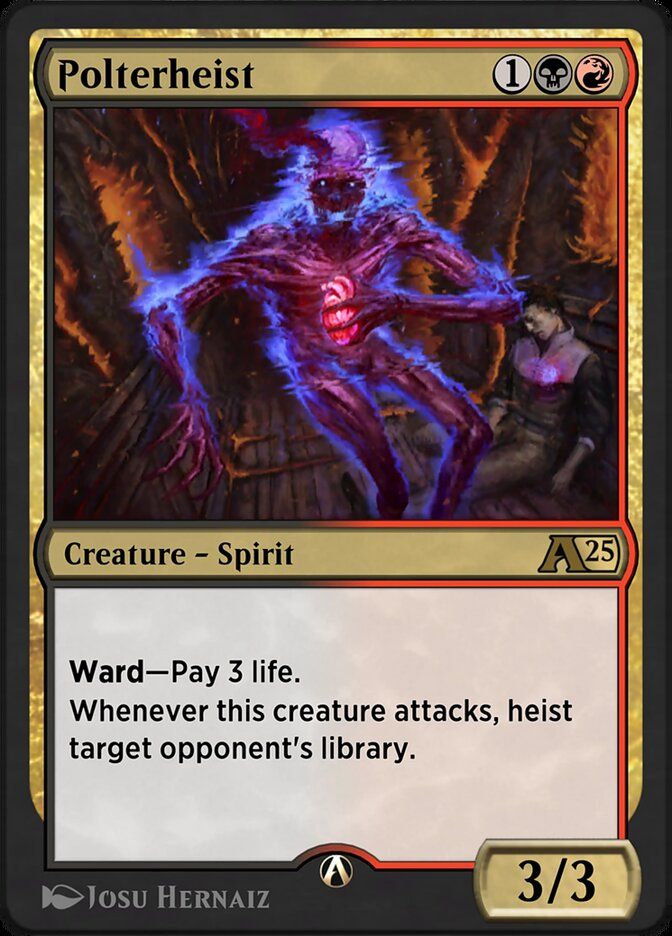 Polterheist 1
Creature – Spirit A25
Ward—Pay 3 life.
Whenever this creature attacks, heist
target opponent's library.
3/3
Josu Hernaiz